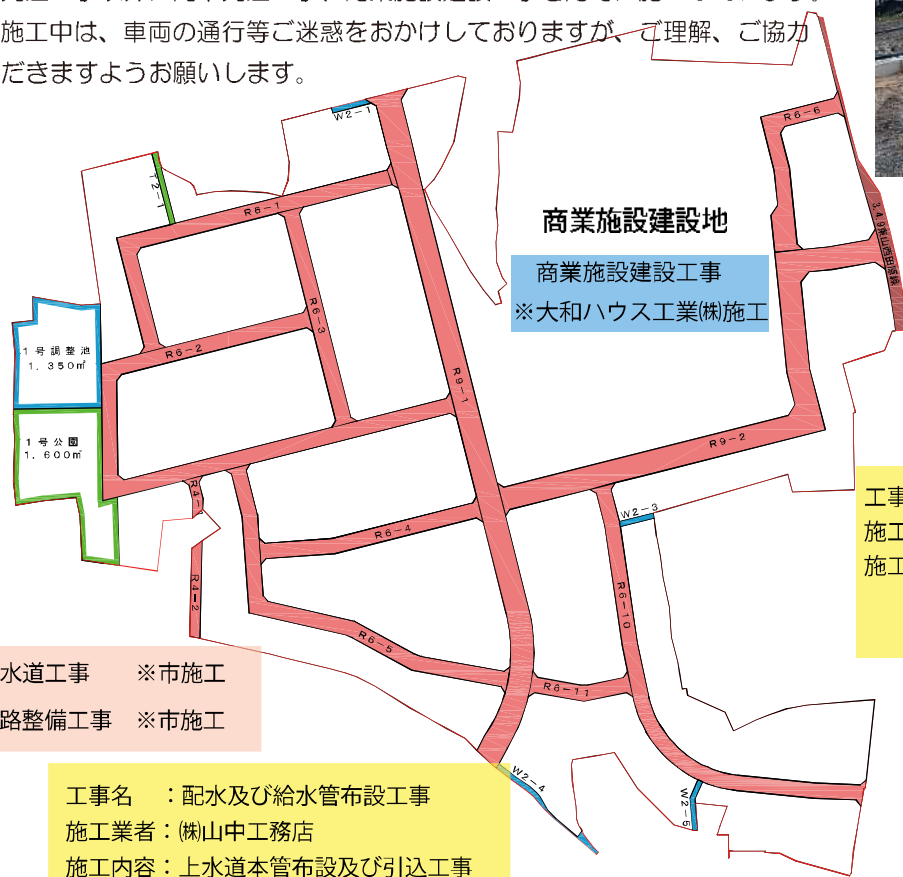 施工中は、車両の通行等ご迷惑をおかけしておりますが、ご理解、ご協力
だきますようお願いします。
W2-1
R6-6
T2-1
R6-1
商業施設建設地
商業施設建設工事
※大和ハウス工業㈱施工
R6-3
1号調整池
1.350㎡
R6-2
R9-1
1号公園
1.600㎡
R9-2
R4-1
W2-3
工事
施工
施工
R6-4
R4-2
R6-10
R6-5
水道工事 ※市施工
R6-11
路整備工事 ※市施工
W2-4
W2-5
工事名 :配水及び給水管布設工事
施工業者:㈱山中工務店
施工内容:上水道本管布設及び引込工事